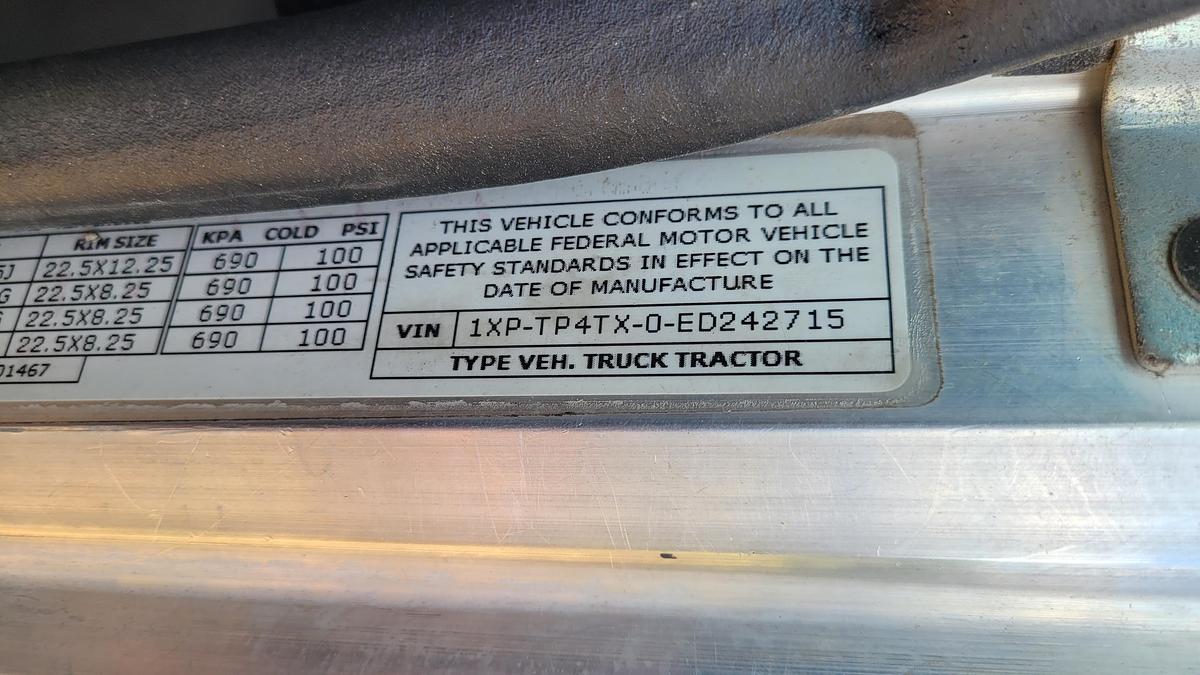 RIM SIZE KPA COLD PSI
22.5X12.25 690 100
22.5X8.25 690 100
22.5X8.25 690 100
22.5X8.25 690 100
01467
THIS VEHICLE CONFORMS TO ALL
APPLICABLE FEDERAL MOTOR VEHICLE
SAFETY STANDARDS IN EFFECT ON THE
DATE OF MANUFACTURE
VIN 1XP-TP4TX-0-ED242715
TYPE VEH. TRUCK TRACTOR